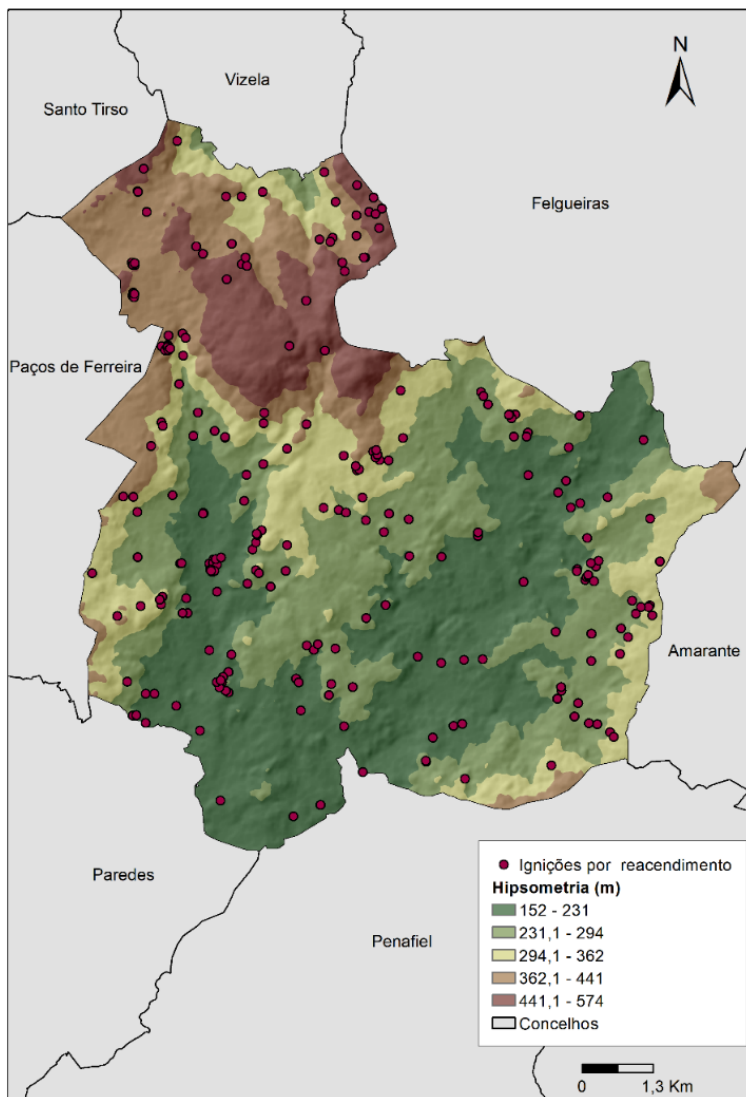 N
Vizela
Santo Tirso
Felgueiras
Paços de Ferreira
Amarante
Paredes
Penafiel
Ignições por reacendimento
Hipsometria (m)
152 - 231
231,1 - 294
294,1 - 362
362,1 - 441
441,1 - 574
Concelhos
0 1,3 Km